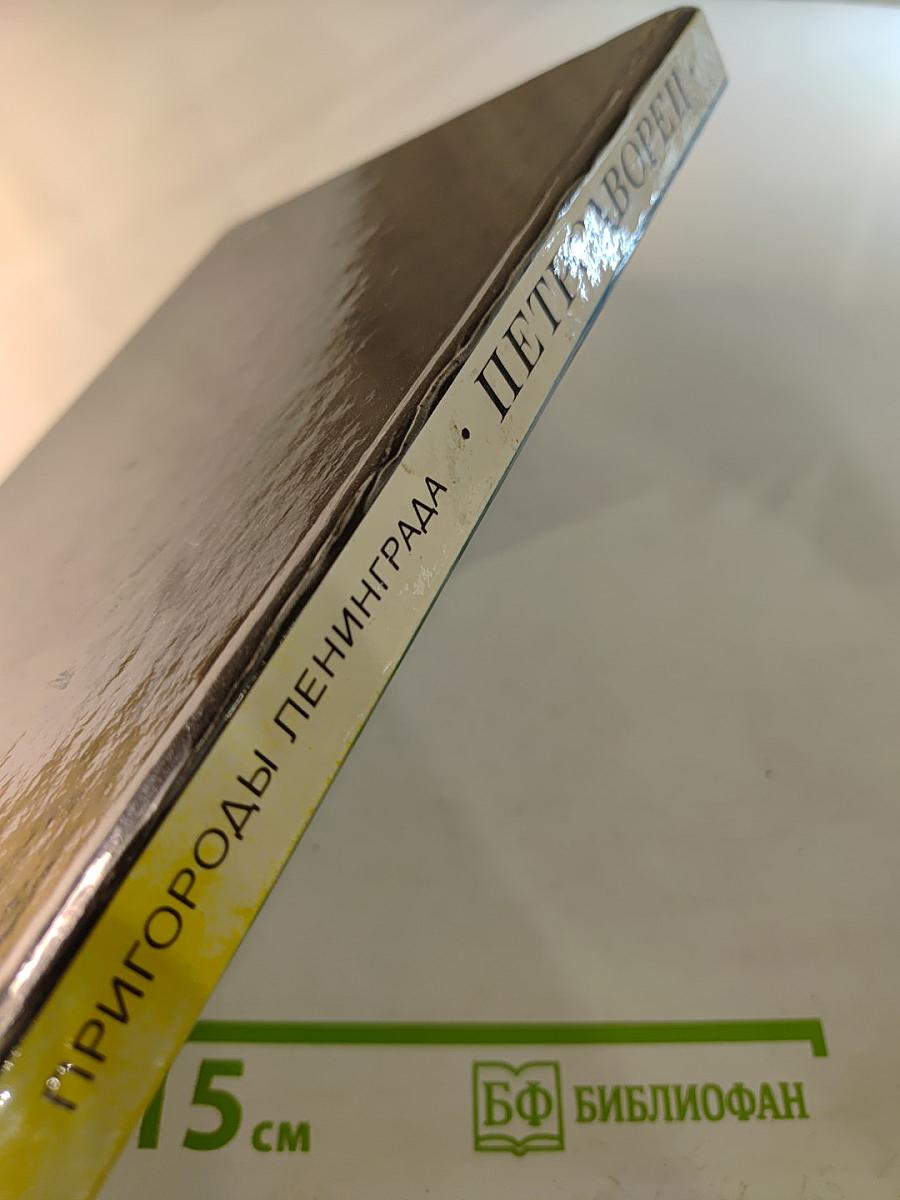 ПРИГОРОДЫ ЛЕНИНГРАДА • ПЕТРОДВОРЕЦ •
15 см
БФ БИБЛИОФАН